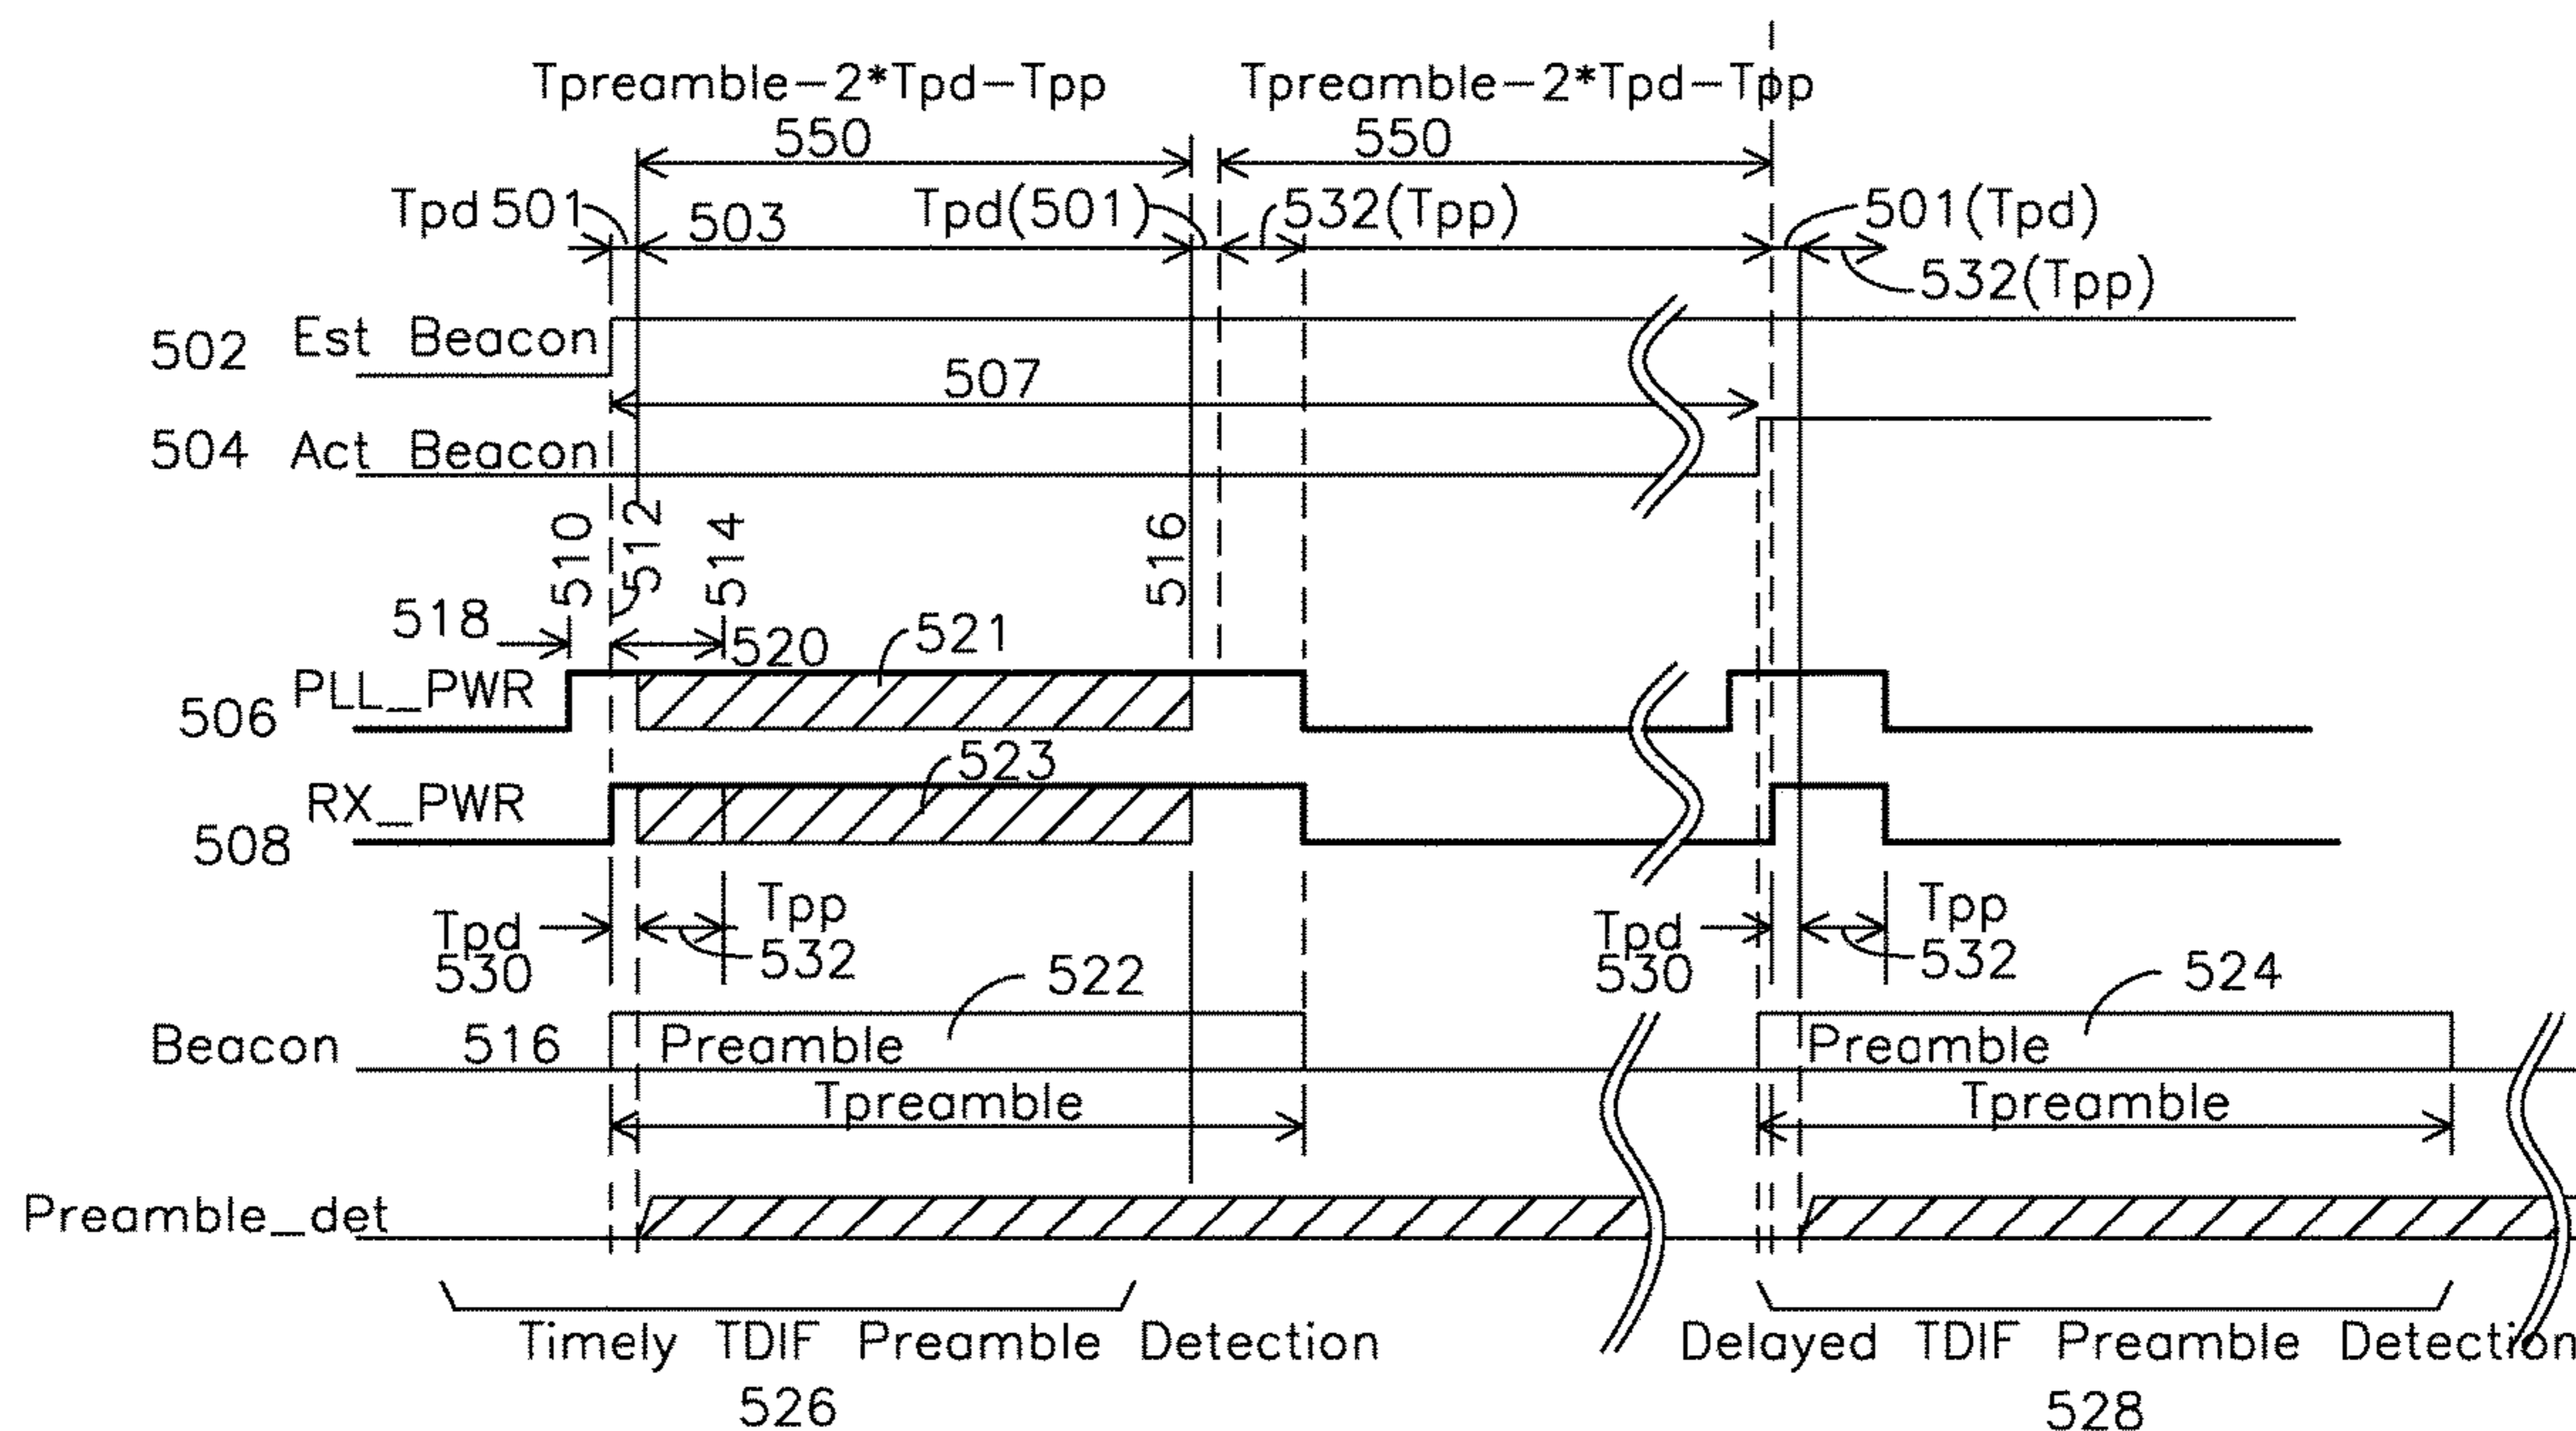 Tpreamble-2*Tpd-Tpp Tpreamble-2*Tpd-Tpp
550 550
Tpd 501 503 Tpd(501) 532(Tpp) 501(Tpd)
532(Tpp)
502 Est Beacon
507
504 Act Beacon
510 512 514 516
518 520 521
506 PLL_PWR
523
508 RX_PWR
Tpd 530 Tpp 532 Tpd 530 Tpp 532
522 524
Beacon 516 Preamble Preamble
Tpreamble Tpreamble
Preamble_det
Timely TDIF Preamble Detection Delayed TDIF Preamble Detection
526 528